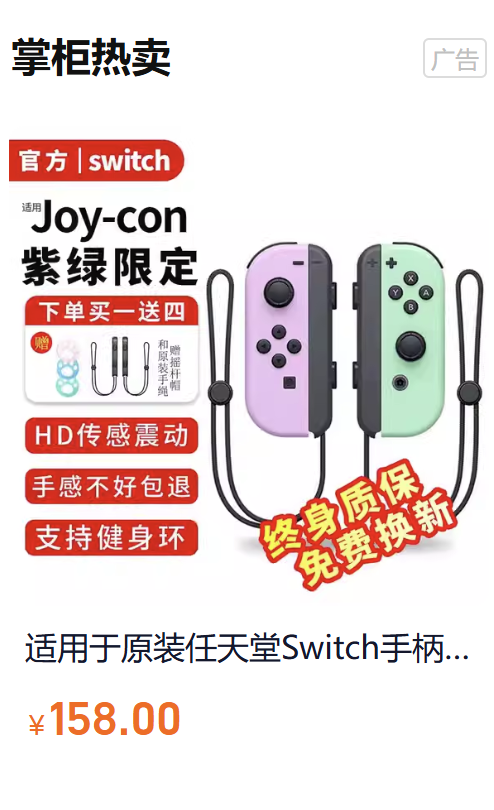 掌柜热卖
广告
官方 | switch
适用
Joy-con
紫绿限定
下单买一送四
赠
赠摇杆帽
和原装手绳
HD传感震动
手感不好包退
支持健身环
X
Y
A
B
终身质保
免费换新
适用于原装任天堂Switch手柄...
¥158.00